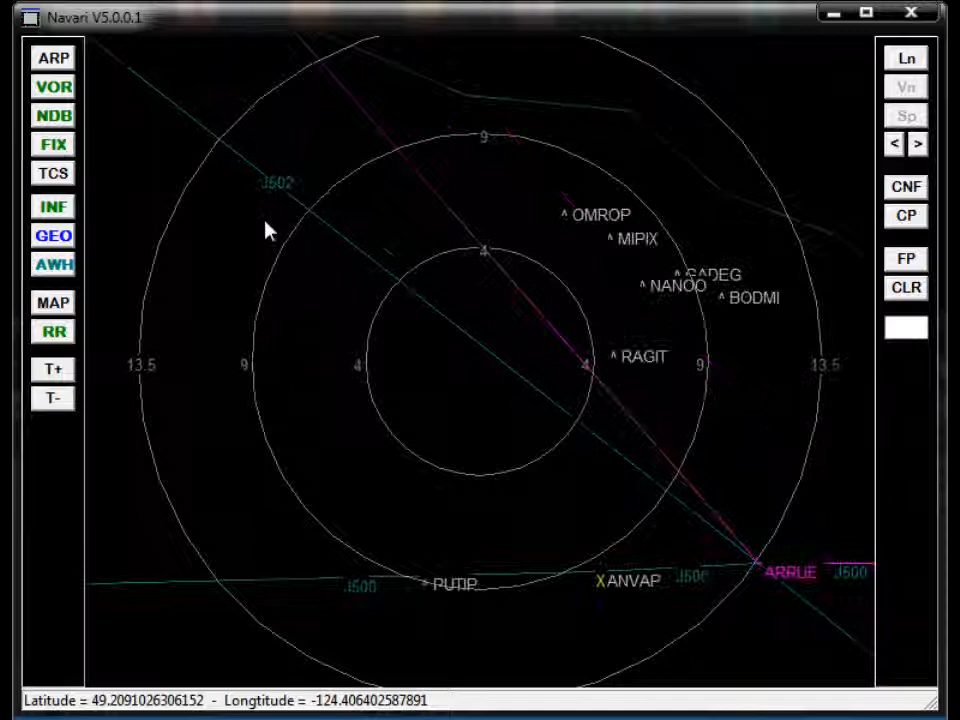 Navari V5.0.0.1
ARP
VOR
NDB
FIX
TCS
INF
GEO
AWH
MAP
RR
T+
T-
Ln
Vn
Sp
< >
CNF
CP
FP
CLR
9
J502
^ OMROP
^ MIPIX
4
^ GADEG
^ NANOO
^ BODMI
^ RAGIT
13.5 9 4 4 9 13.5
ARRUE J500
J500 PUTIP XANVAP J500
Latitude = 49.2091026306152 - Longtitude = -124.406402587891